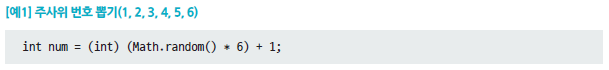 [예1] 주사위 번호 뽑기(1, 2, 3, 4, 5, 6)
int num = (int) (Math.random() * 6) + 1;